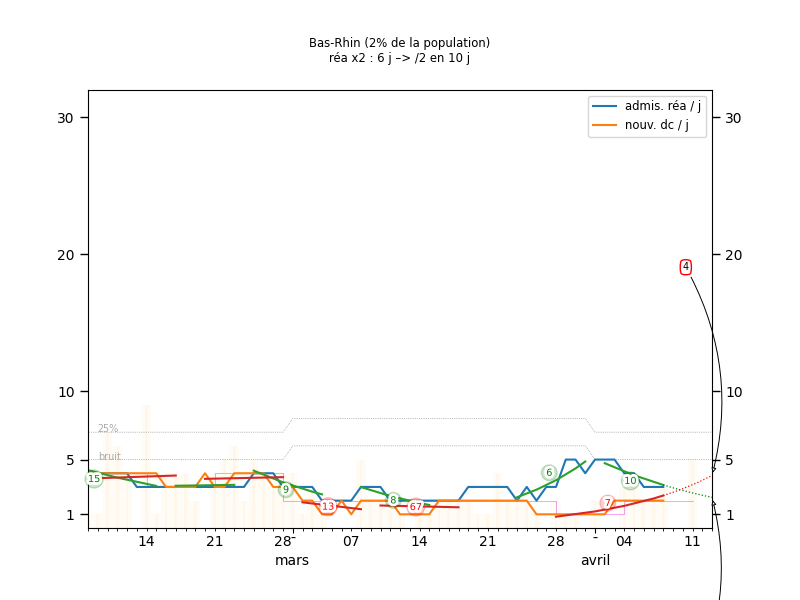 Bas-Rhin (2% de la population)
réa x2 : 6 j –> /2 en 10 j
admis. réa / j
nouv. dc / j
30 30
20 20
10 10
5 5
1 1
4
25%
bruit
15
9
13
8
67
6
7
10
14 21 28 07 14 21 28 04 11
mars avril